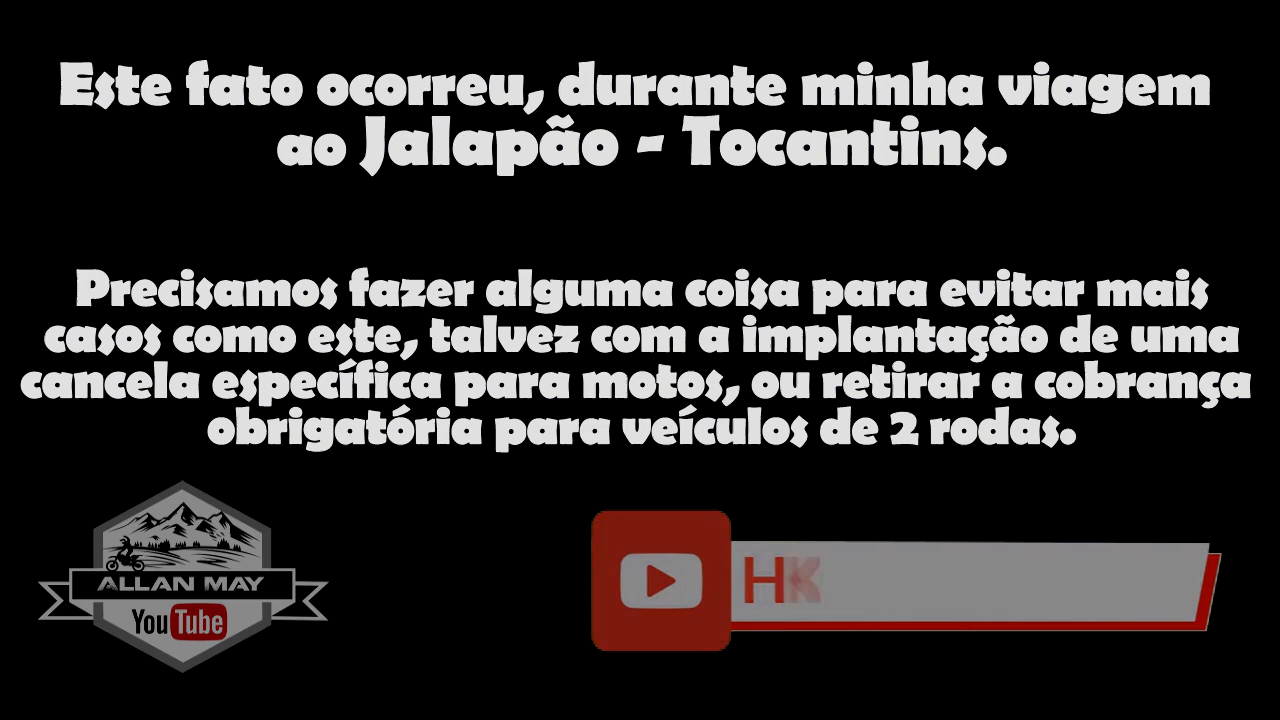 Este fato ocorreu, durante minha viagem
ao Jalapão - Tocantins.
Precisamos fazer alguma coisa para evitar mais
casos como este, talvez com a implantação de uma
cancela específica para motos, ou retirar a cobrança
obrigatória para veículos de 2 rodas.
ALLAN MAY
YouTube
HK